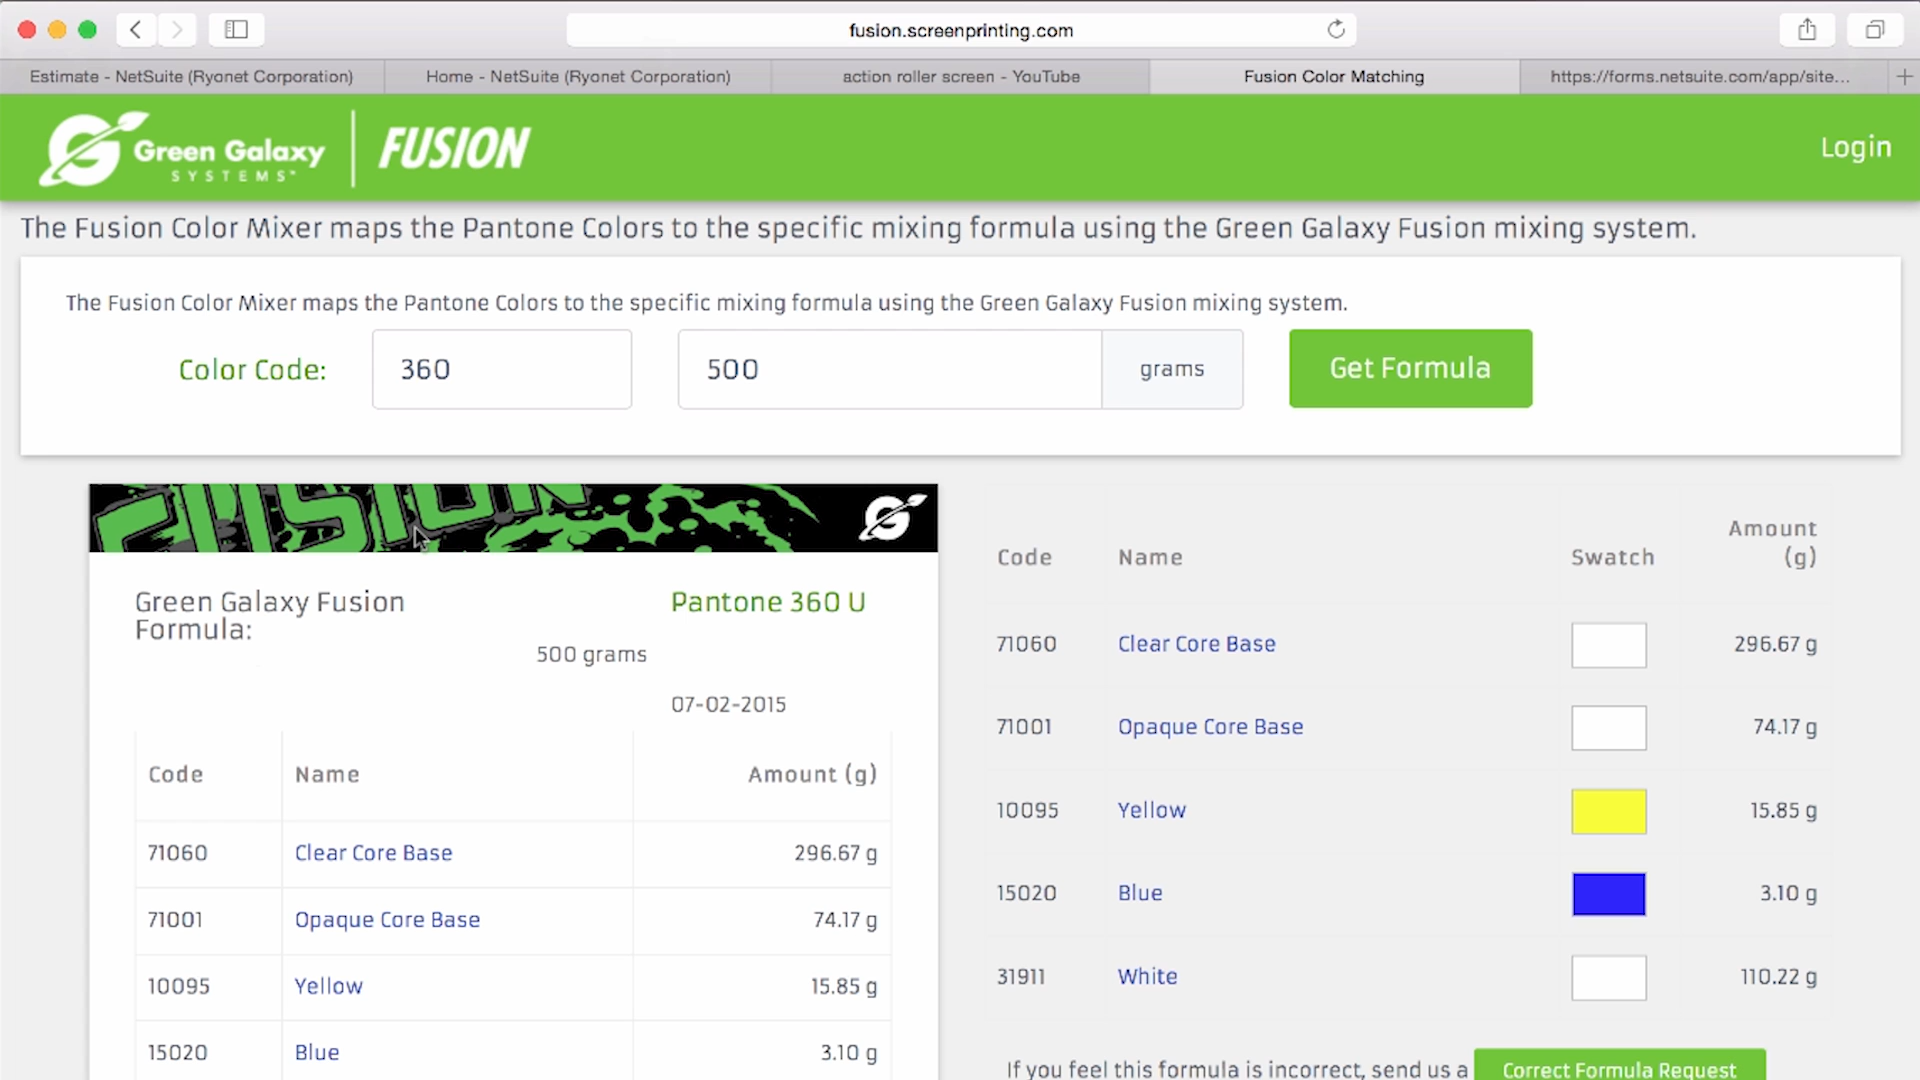 fusion.screenprinting.com
Estimate - NetSuite (Ryonet Corporation)
Home - NetSuite (Ryonet Corporation)
action roller screen - YouTube
Fusion Color Matching
https://forms.netsuite.com/app/site...
Green Galaxy
SYSTEMS™
FUSION
Login
The Fusion Color Mixer maps the Pantone Colors to the specific mixing formula using the Green Galaxy Fusion mixing system.
The Fusion Color Mixer maps the Pantone Colors to the specific mixing formula using the Green Galaxy Fusion mixing system.
Color Code: 360 500 grams Get Formula
FUSION
Green Galaxy Fusion
Formula:
Pantone 360 U
500 grams
07-02-2015
Code Name Amount (g)
71060 Clear Core Base 296.67 g
71001 Opaque Core Base 74.17 g
10095 Yellow 15.85 g
15020 Blue 3.10 g
Code Name Swatch Amount
(g)
71060 Clear Core Base 296.67 g
71001 Opaque Core Base 74.17 g
10095 Yellow 15.85 g
15020 Blue 3.10 g
31911 White 110.22 g
If you feel this formula is incorrect, send us a Correct Formula Request